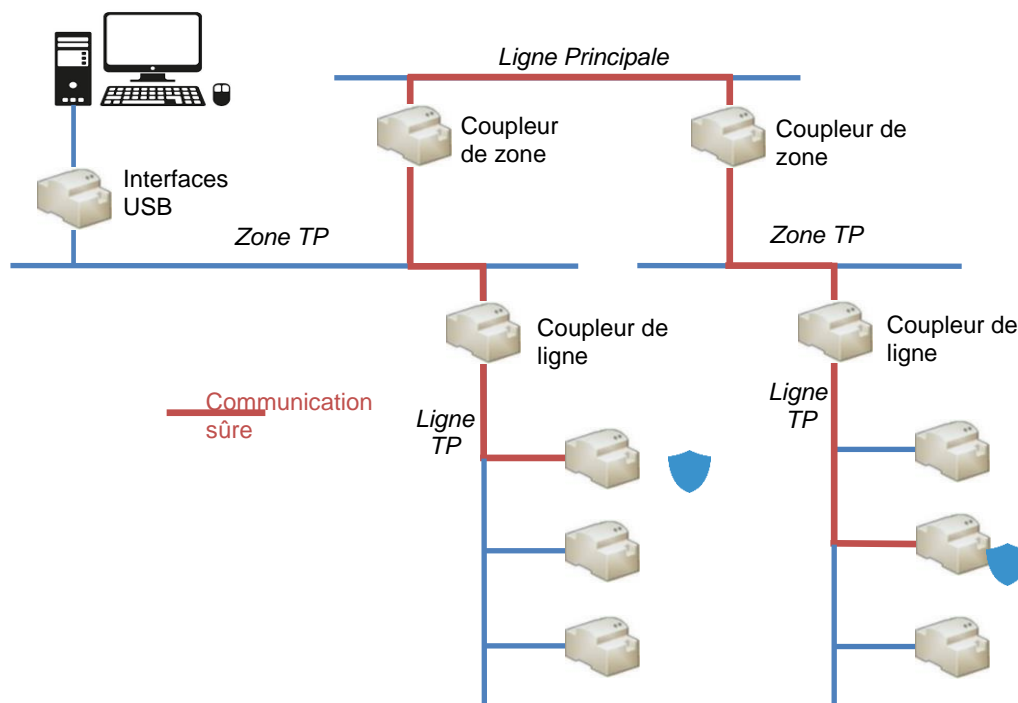 Ligne Principale
Coupleur
de zone
Coupleur de
zone
Interfaces
USB
Zone TP
Zone TP
Coupleur de
ligne
Coupleur de
ligne
Communication
sûre
Ligne
TP
Ligne
TP